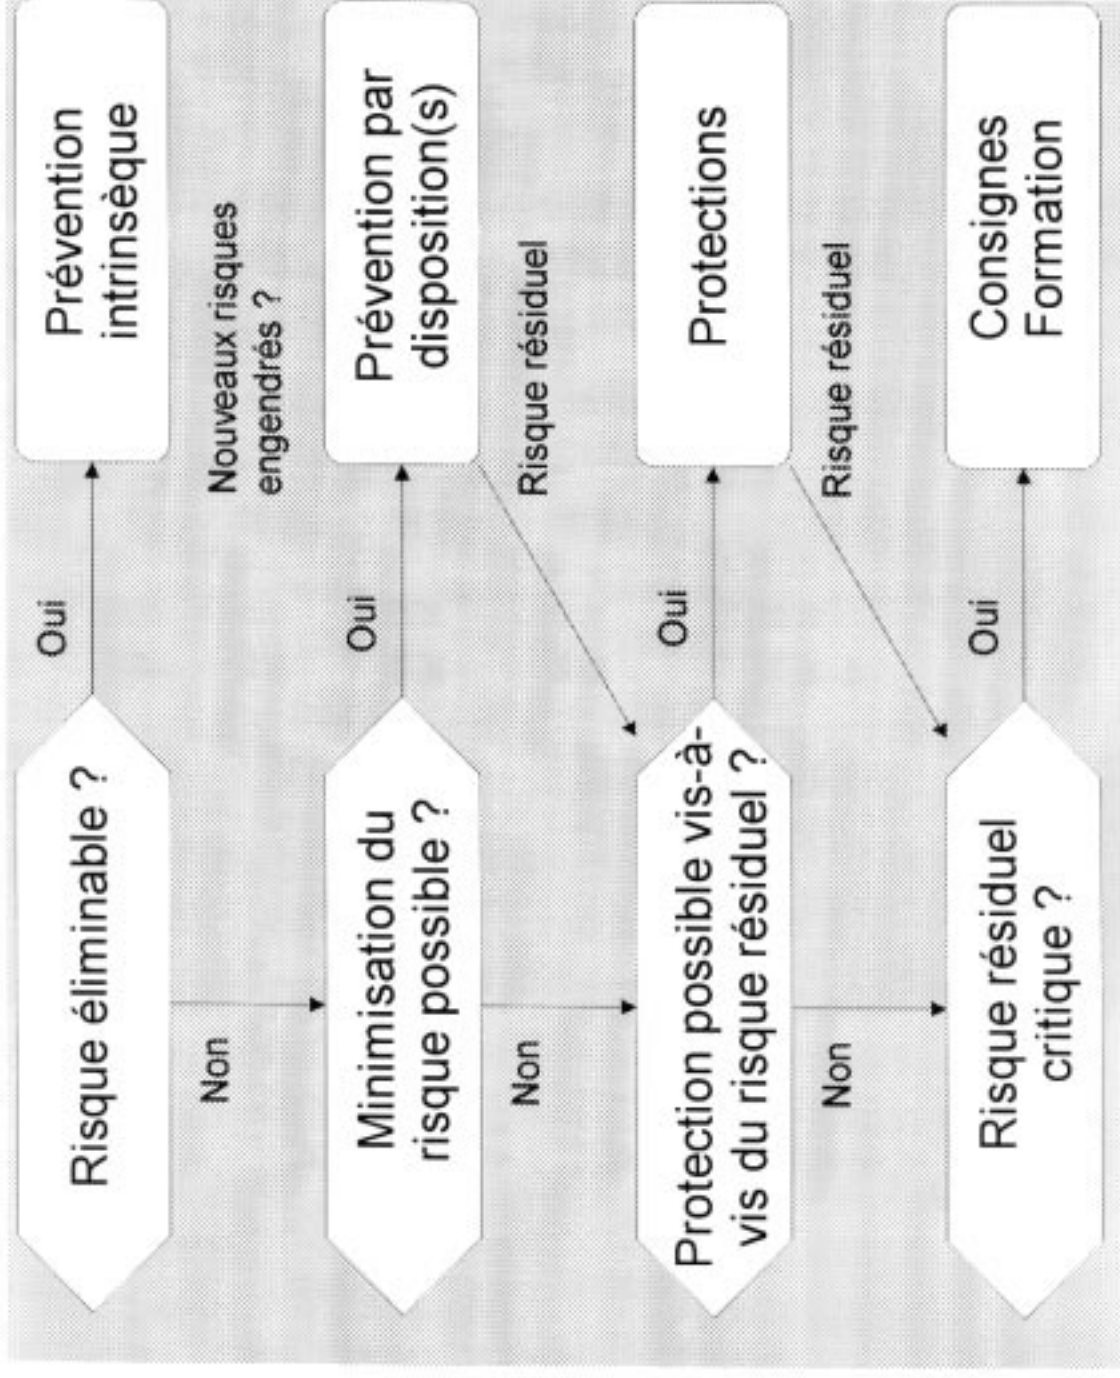 Risque éliminable ?
Oui
Prévention
intrinsèque
Non
Nouveaux risques
engendrés ?
Minimisation du
risque possible ?
Oui
Prévention par
disposition(s)
Non
Risque résiduel
Protection possible vis-à-
vis du risque résiduel ?
Oui
Protections
Non
Risque résiduel
Risque résiduel
critique ?
Oui
Consignes
Formation